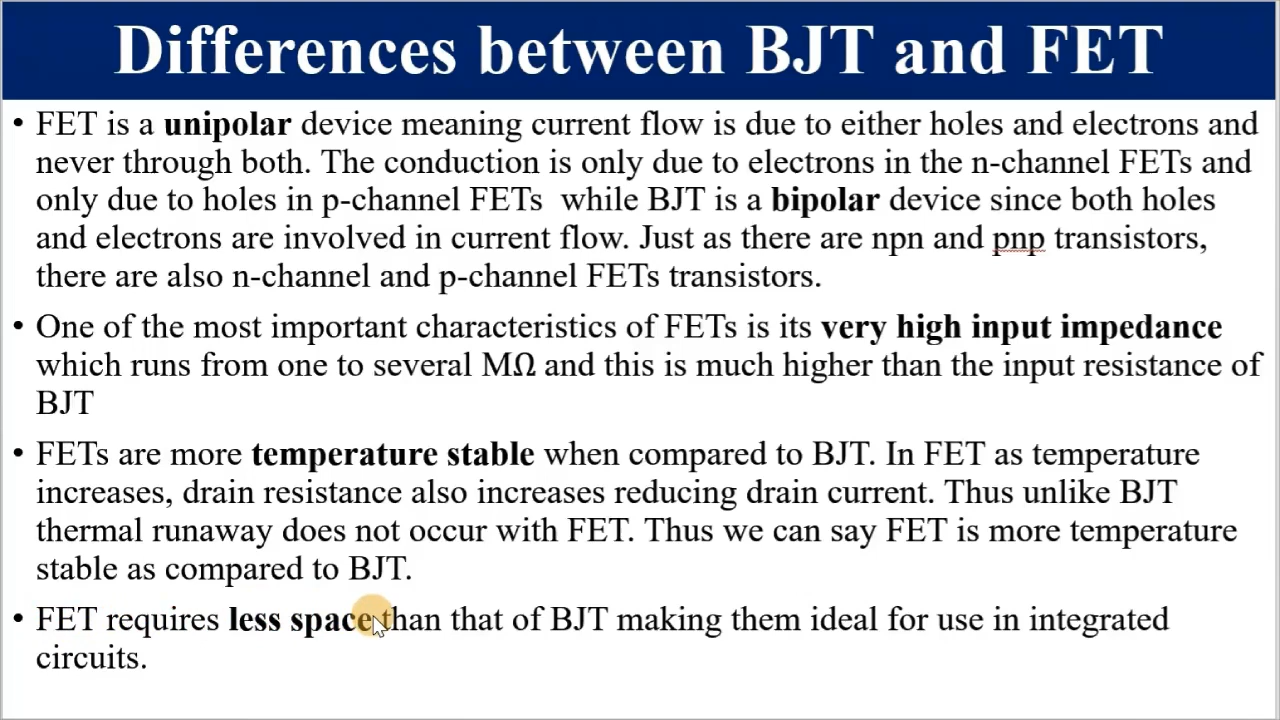 Differences between BJT and FET
• FET is a unipolar device meaning current flow is due to either holes and electrons and
never through both. The conduction is only due to electrons in the n-channel FETs and
only due to holes in p-channel FETs  while BJT is a bipolar device since both holes
and electrons are involved in current flow. Just as there are npn and pnp transistors,
there are also n-channel and p-channel FETs transistors.
• One of the most important characteristics of FETs is its very high input impedance
which runs from one to several MΩ and this is much higher than the input resistance of
BJT
• FETs are more temperature stable when compared to BJT. In FET as temperature
increases, drain resistance also increases reducing drain current. Thus unlike BJT
thermal runaway does not occur with FET. Thus we can say FET is more temperature
stable as compared to BJT.
• FET requires less space than that of BJT making them ideal for use in integrated
circuits.